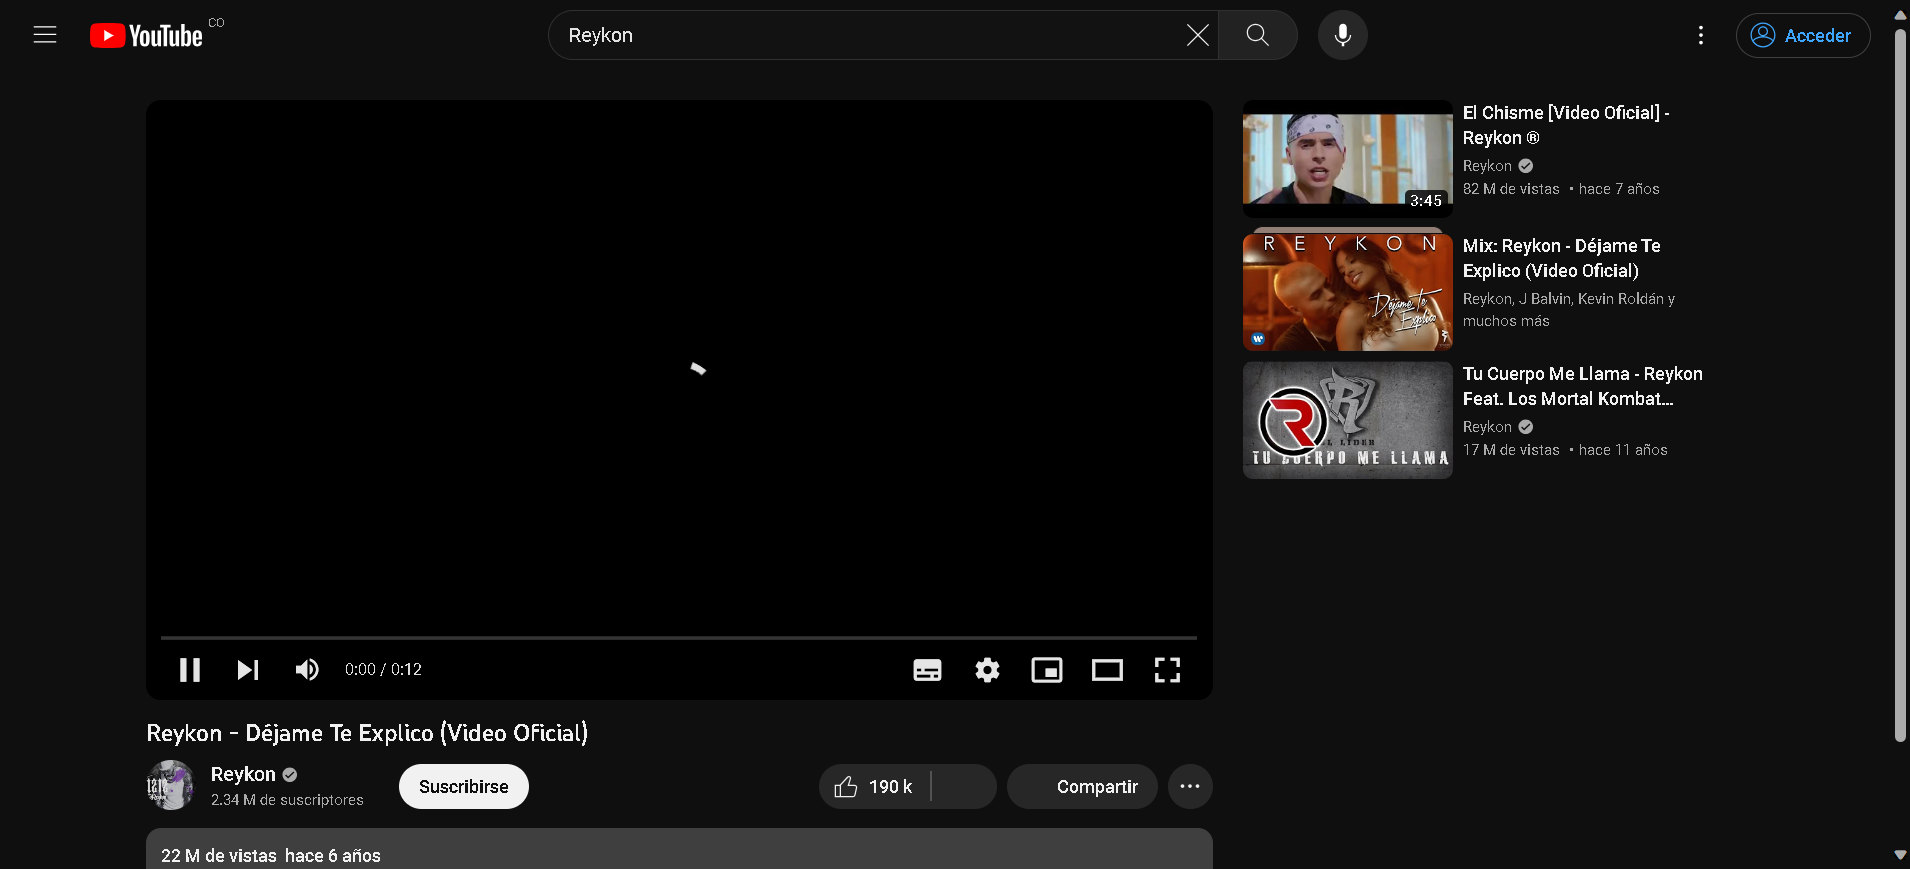 YouTube CO
Reykon
Acceder
0:00 / 0:12
Reykon - Déjame Te Explico (Video Oficial)
Reykon
2.34 M de suscriptores
Suscribirse
190 k
Compartir
22 M de vistas hace 6 años
3:45
El Chisme [Video Oficial] -
Reykon ®
Reykon
82 M de vistas • hace 7 años
REYKON
Déjame Te
Explico
Mix: Reykon - Déjame Te
Explico (Video Oficial)
Reykon, J Balvin, Kevin Roldán y
muchos más
EL LIDER
TU CUERPO ME LLAMA
Tu Cuerpo Me Llama - Reykon
Feat. Los Mortal Kombat...
Reykon
17 M de vistas • hace 11 años